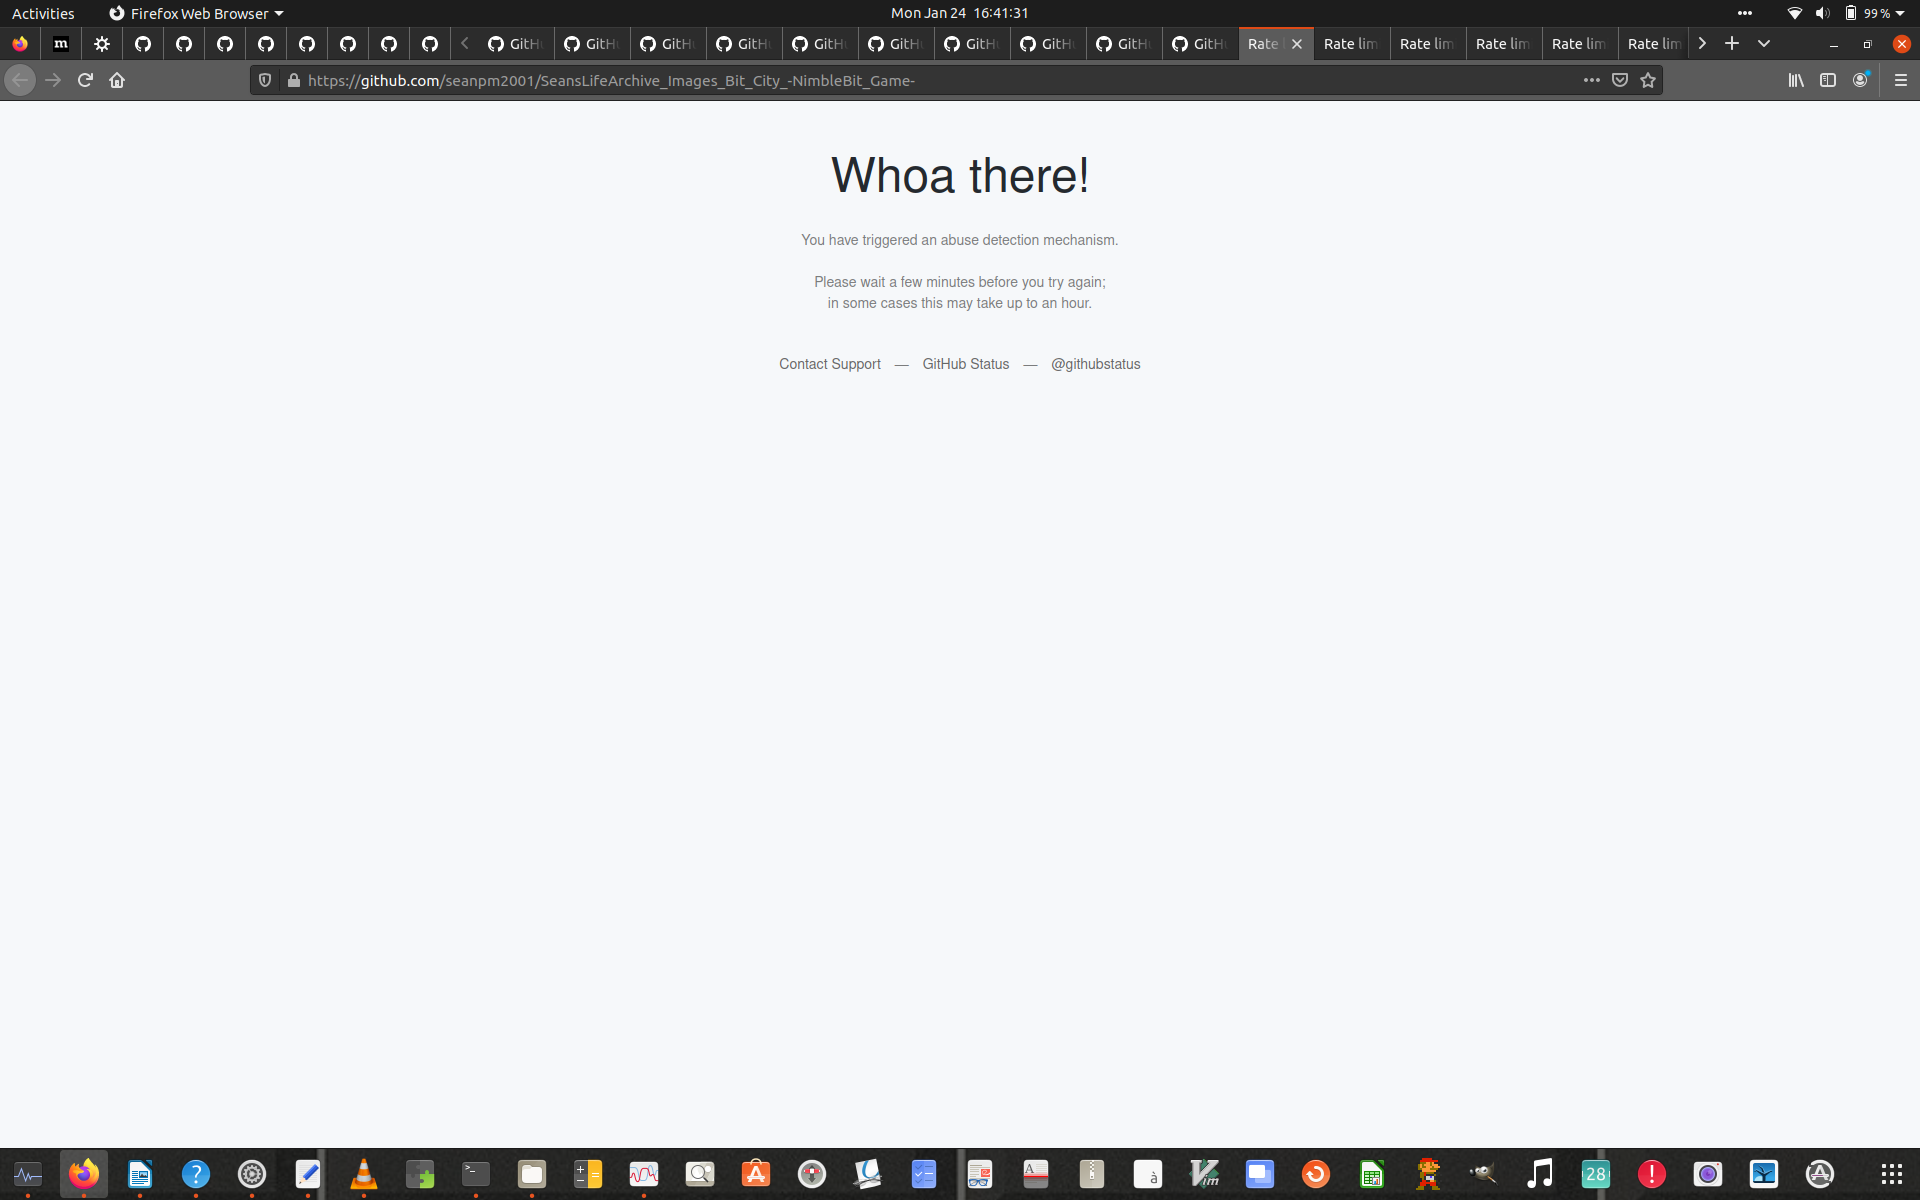 Activities
Firefox Web Browser
Mon Jan 24 16:41:31
99 %
m
GitHu
GitHu
GitHu
GitHu
GitHu
GitHu
GitHu
GitHu
GitHu
GitHu
Rate
Rate lim
Rate lim
Rate lim
Rate lim
Rate lim
https://github.com/seanpm2001/SeansLifeArchive_Images_Bit_City_-NimbleBit_Game-
Whoa there!
You have triggered an abuse detection mechanism.
Please wait a few minutes before you try again;
in some cases this may take up to an hour.
Contact Support — GitHub Status — @githubstatus
?
>_
A
à
Vim
28
!